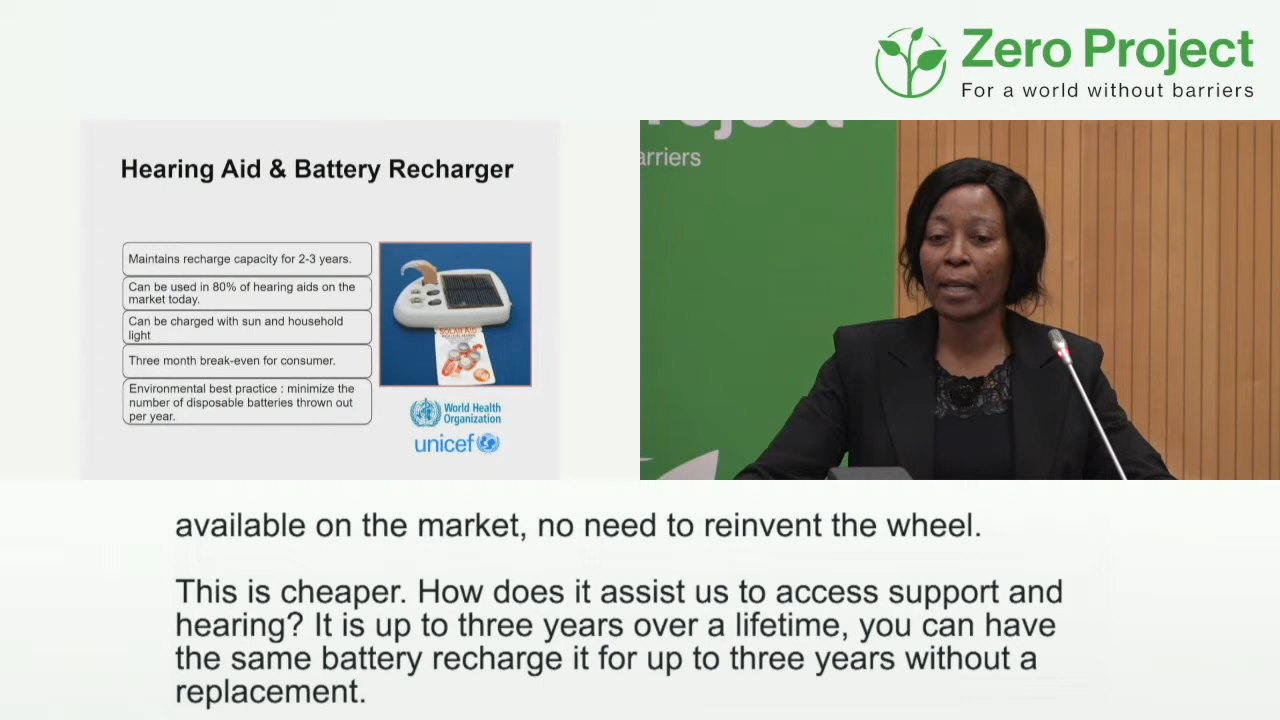 Zero Project
For a world without barriers
Hearing Aid & Battery Recharger
Maintains recharge capacity for 2-3 years.
Can be used in 80% of hearing aids on the
market today.
Can be charged with sun and household
light
Three month break-even for consumer.
Environmental best practice : minimize the
number of disposable batteries thrown out
per year.
SOLAR AID
World Health
Organization
unicef
arriers
available on the market, no need to reinvent the wheel.
This is cheaper. How does it assist us to access support and
hearing? It is up to three years over a lifetime, you can have
the same battery recharge it for up to three years without a
replacement.